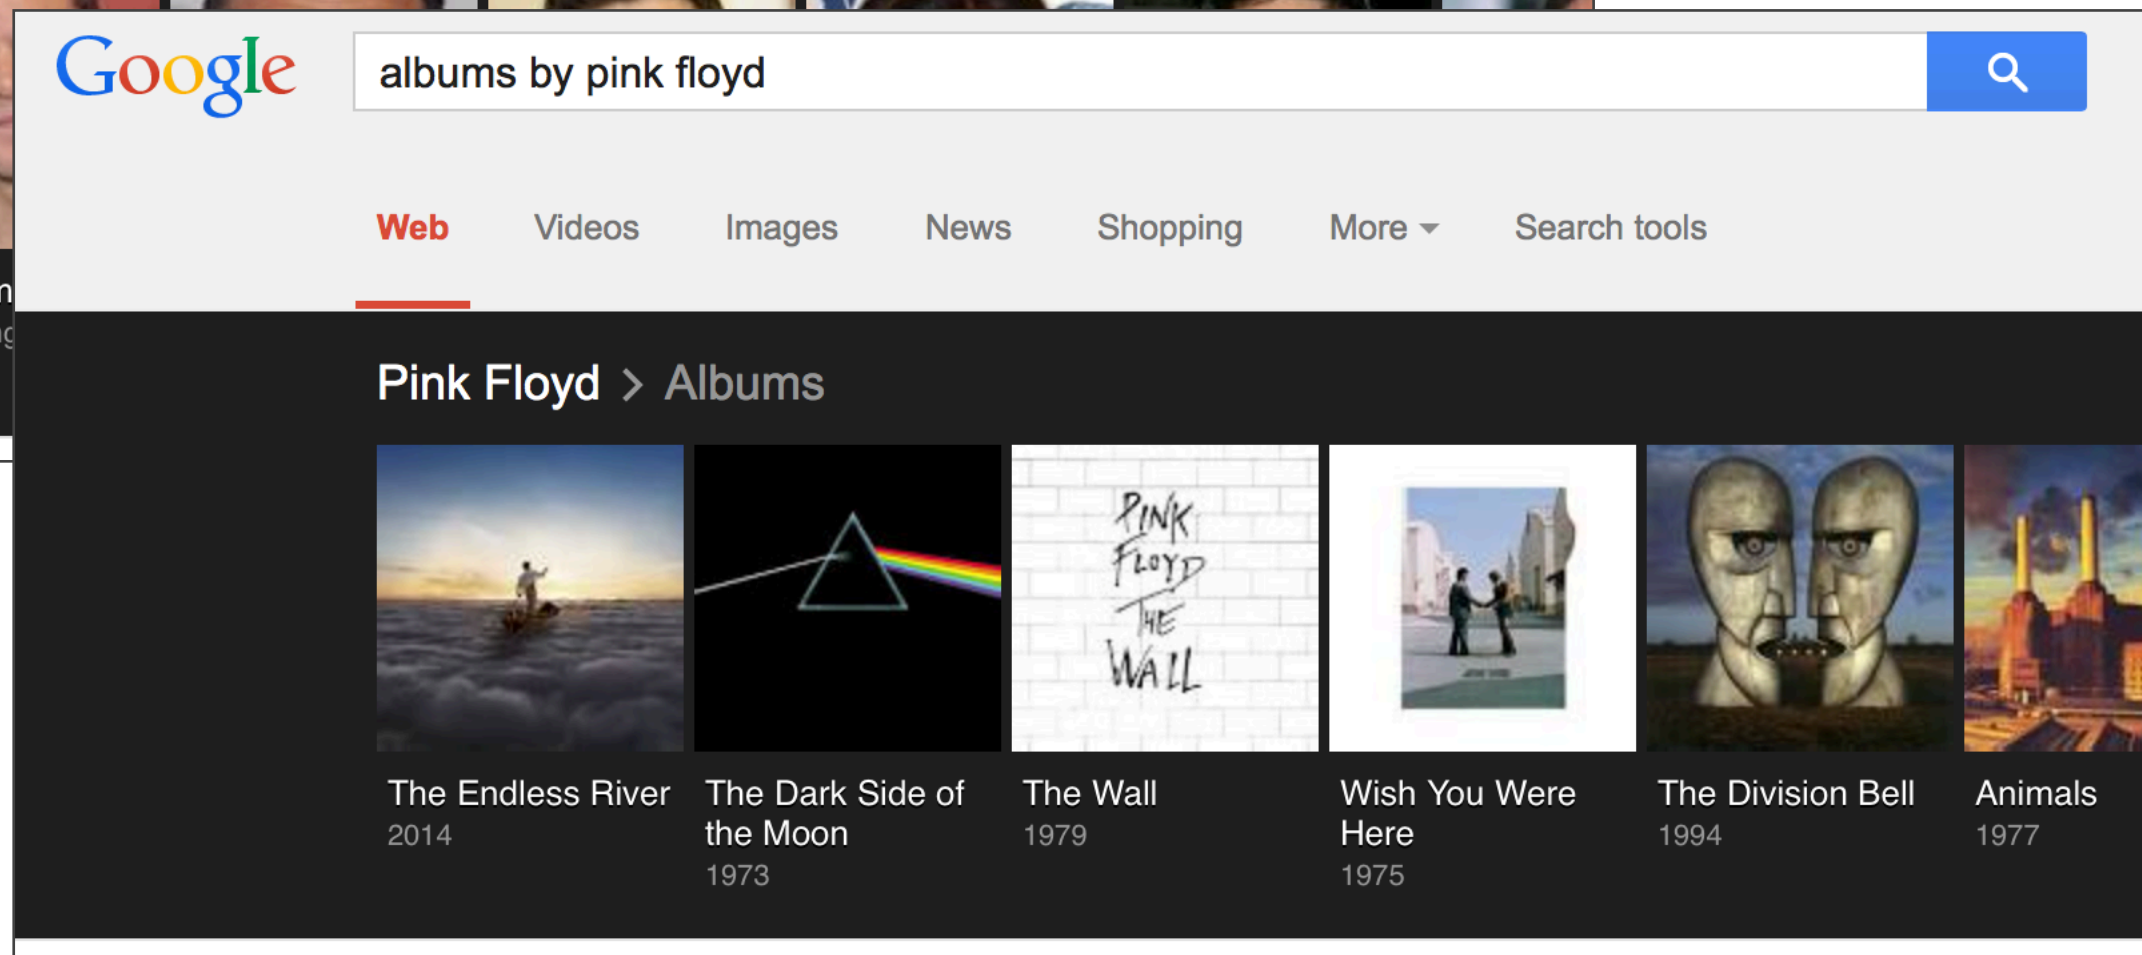 Google
albums by pink floyd
Web Videos Images News Shopping More Search tools
Pink Floyd > Albums
PINK
FLOYD
THE
WALL
The Endless River
2014
The Dark Side of
the Moon
1973
The Wall
1979
Wish You Were
Here
1975
The Division Bell
1994
Animals
1977